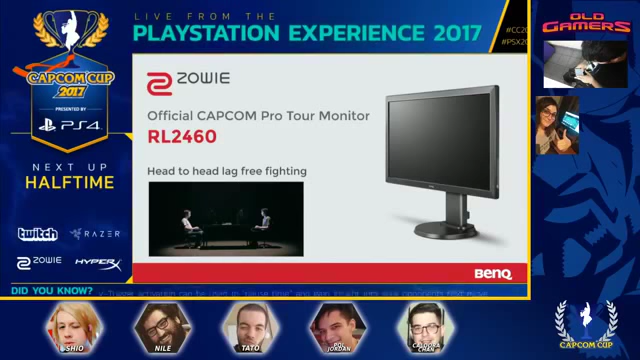 LIVE FROM THE
PLAYSTATION EXPERIENCE 2017
#CC20
#PSX20
OLD
GAMERS
CAPCOM CUP
2017
PRESENTED BY
PS4
NEXT UP
HALFTIME
twitch
RAZER
ZOWIE
HYPERX
ZOWIE
Official CAPCOM Pro Tour Monitor
RL2460
Head to head lag free fighting
BenQ
DID YOU KNOW?
SHIO
NILE
TATO
JORDAN
CHAN
CAPCOM CUP